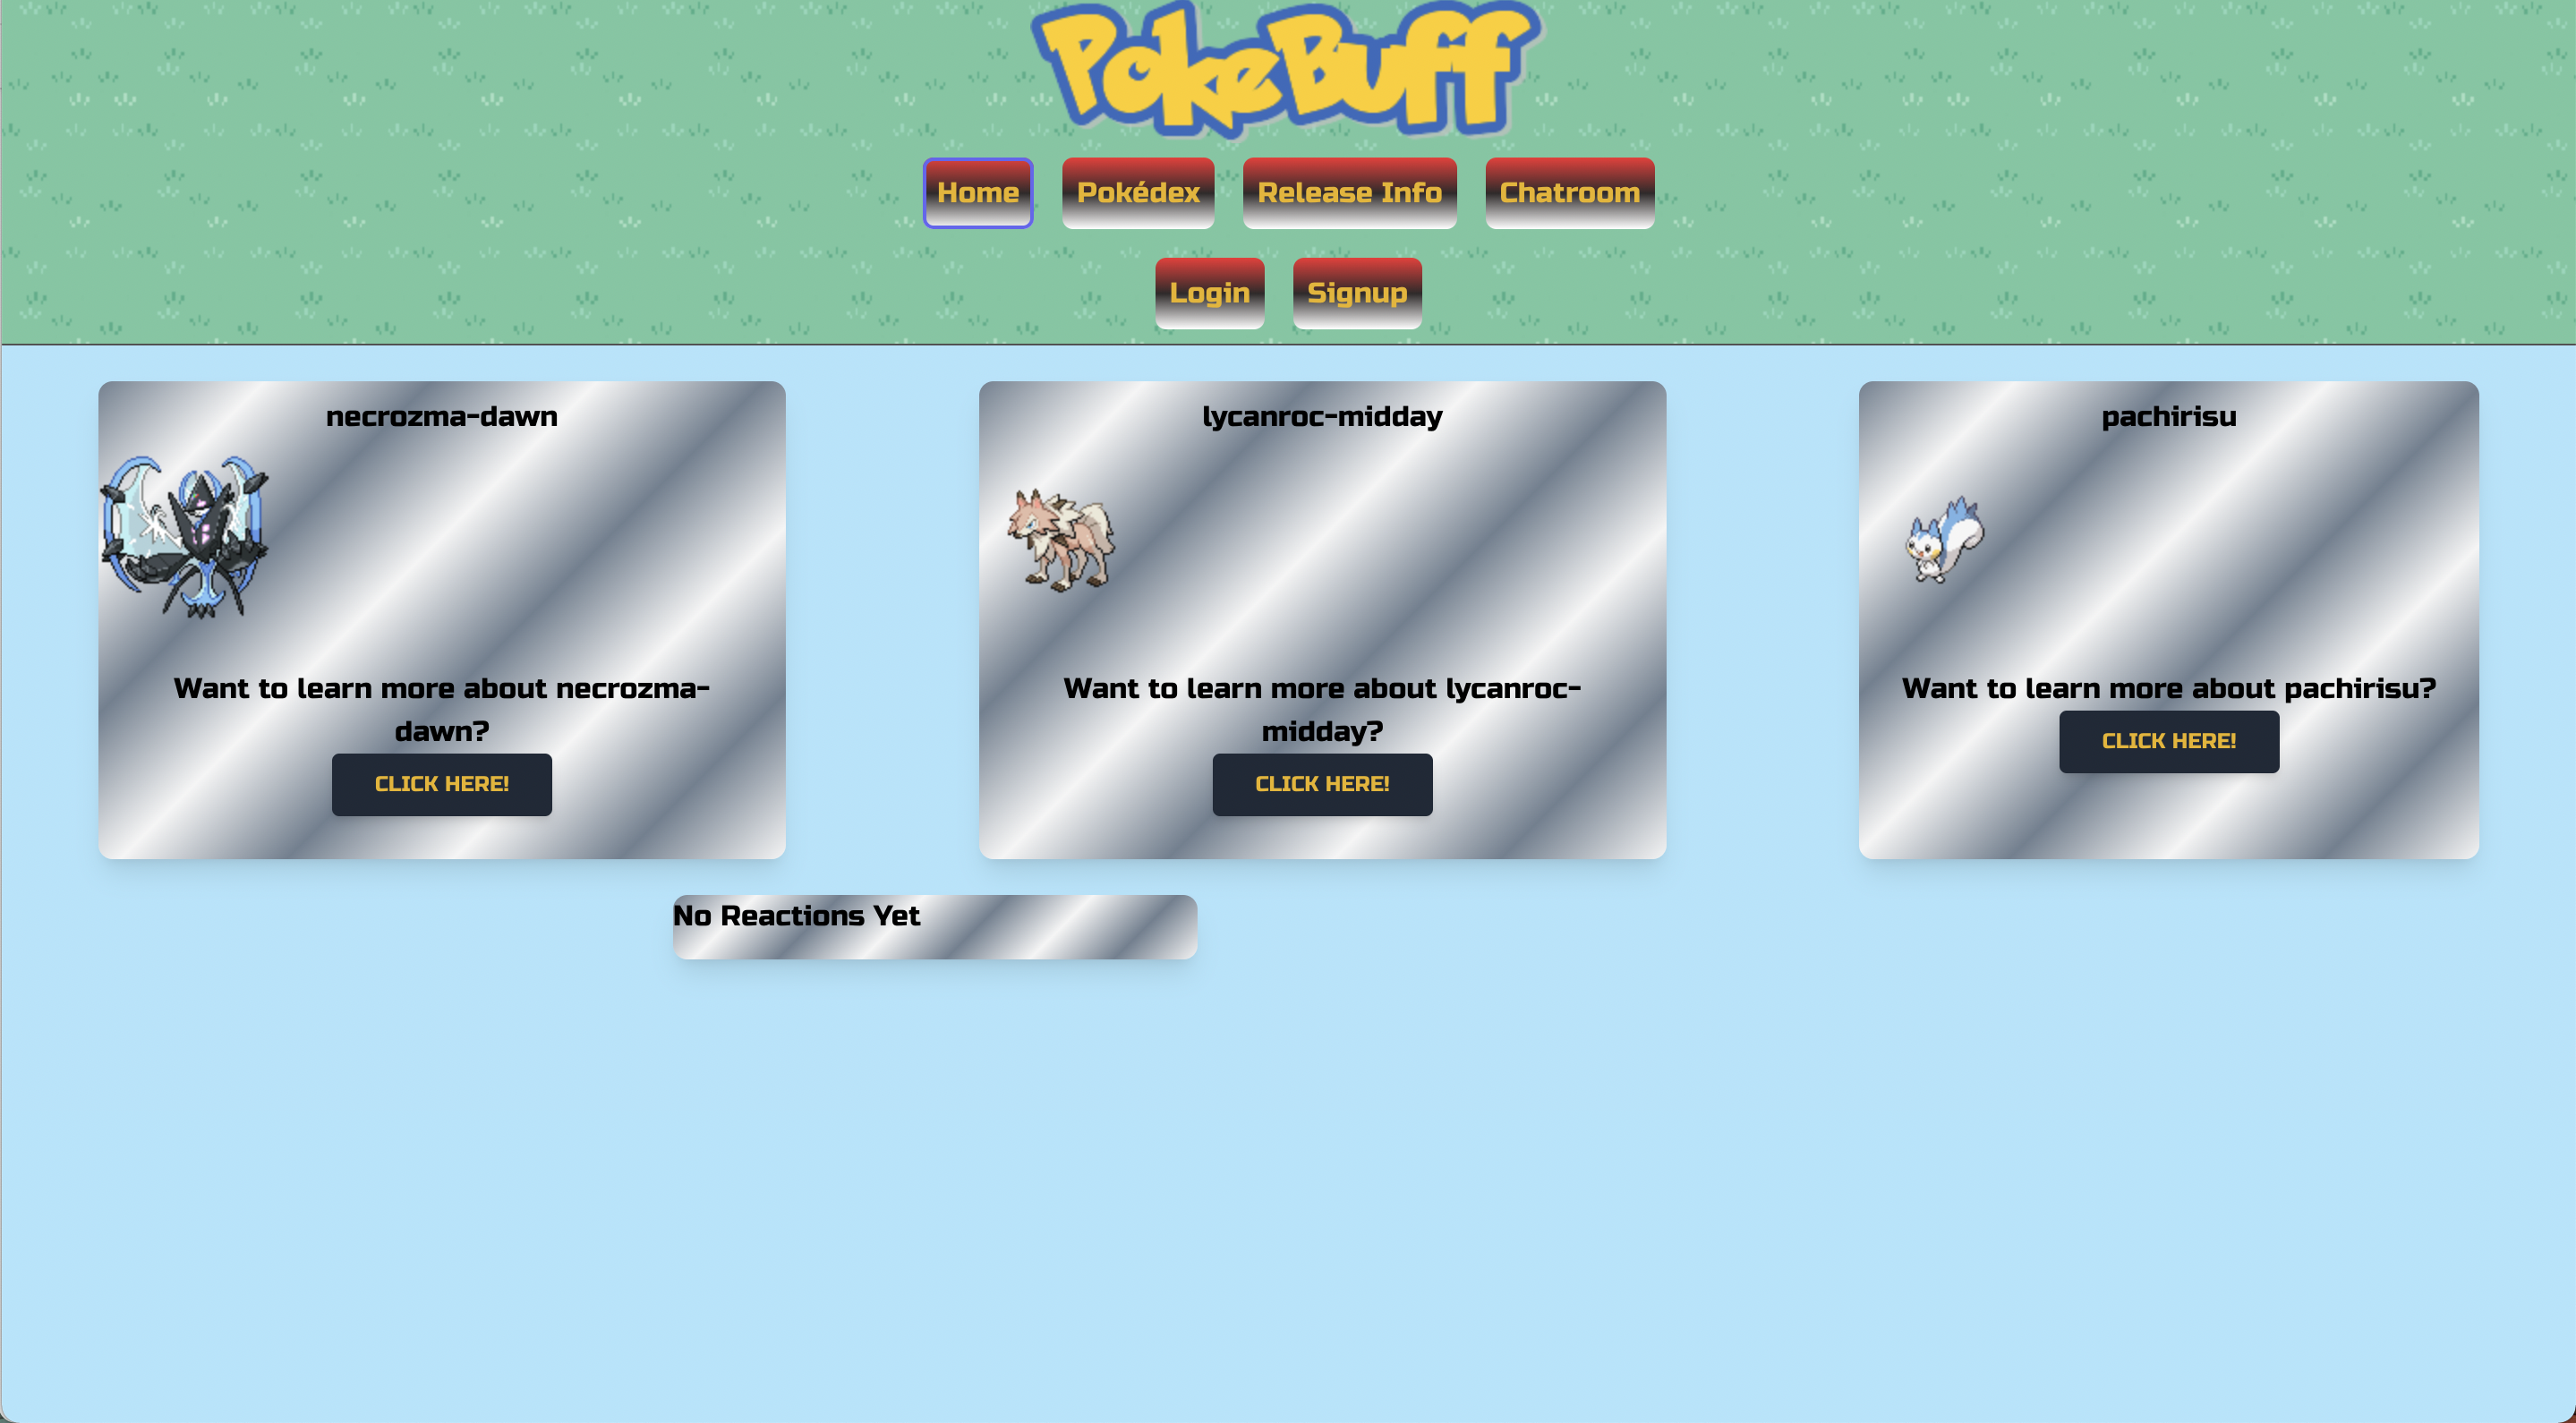 PokeBuff
Home Pokédex Release Info Chatroom
Login Signup
necrozma-dawn
Want to learn more about necrozma-
dawn?
CLICK HERE!
lycanroc-midday
Want to learn more about lycanroc-
midday?
CLICK HERE!
pachirisu
Want to learn more about pachirisu?
CLICK HERE!
No Reactions Yet